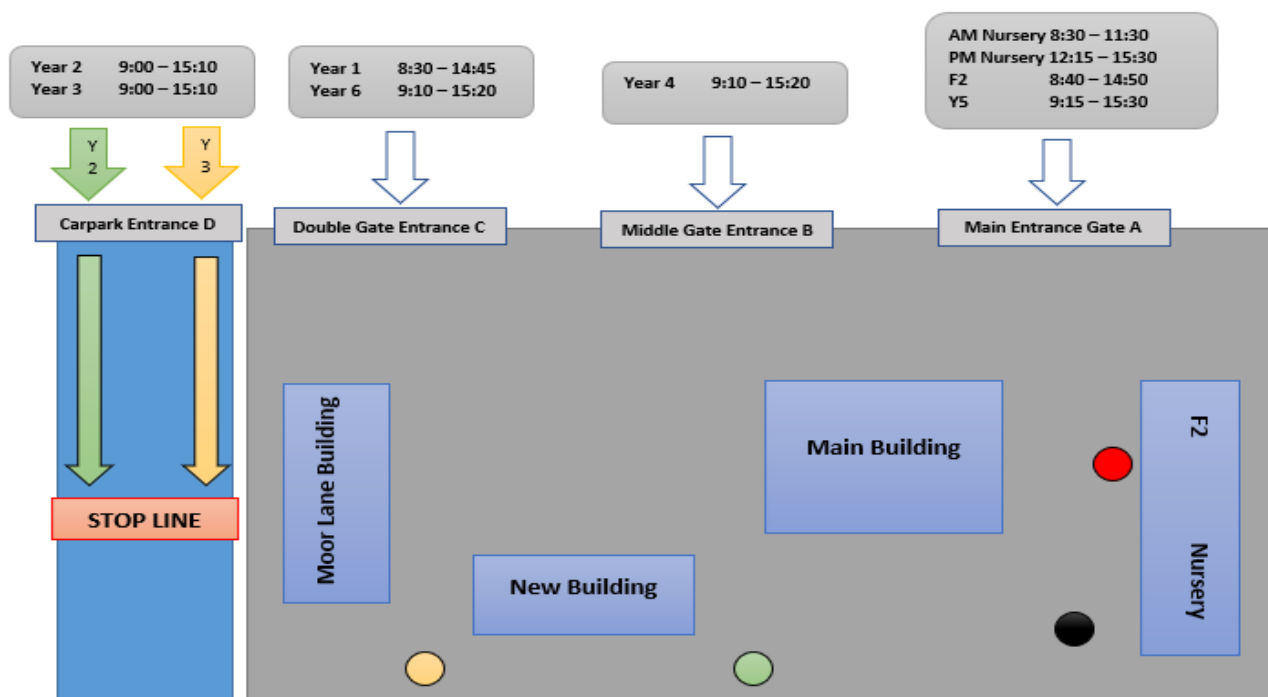 Year 2 9:00 – 15:10
Year 3 9:00 – 15:10
Year 1 8:30 – 14:45
Year 6 9:10 – 15:20
Year 4 9:10 – 15:20
AM Nursery 8:30 – 11:30
PM Nursery 12:15 – 15:30
F2 8:40 – 14:50
Y5 9:15 – 15:30
Y
2
Y
3
Carpark Entrance D
Double Gate Entrance C
Middle Gate Entrance B
Main Entrance Gate A
STOP LINE
Moor Lane Building
New Building
Main Building
F2
Nursery